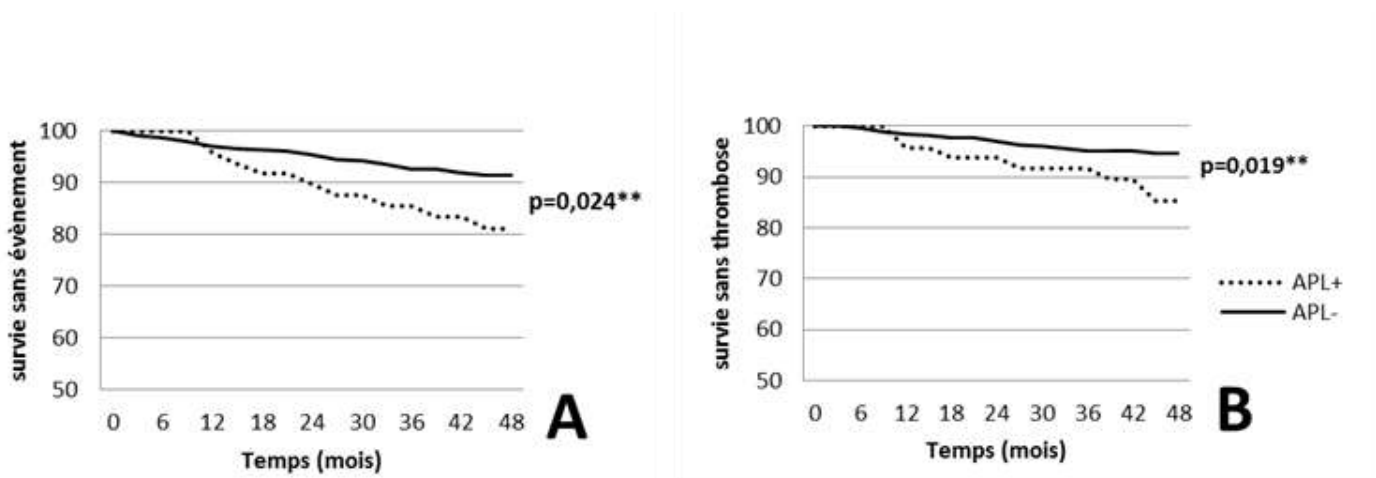 survie sans évènement
100
90
80
70
60
50
0 6 12 18 24 30 36 42 48
Temps (mois)
p=0,024**
A
survie sans thrombose
100
90
80
70
60
50
0 6 12 18 24 30 36 42 48
Temps (mois)
p=0,019**
APL+
APL-
B